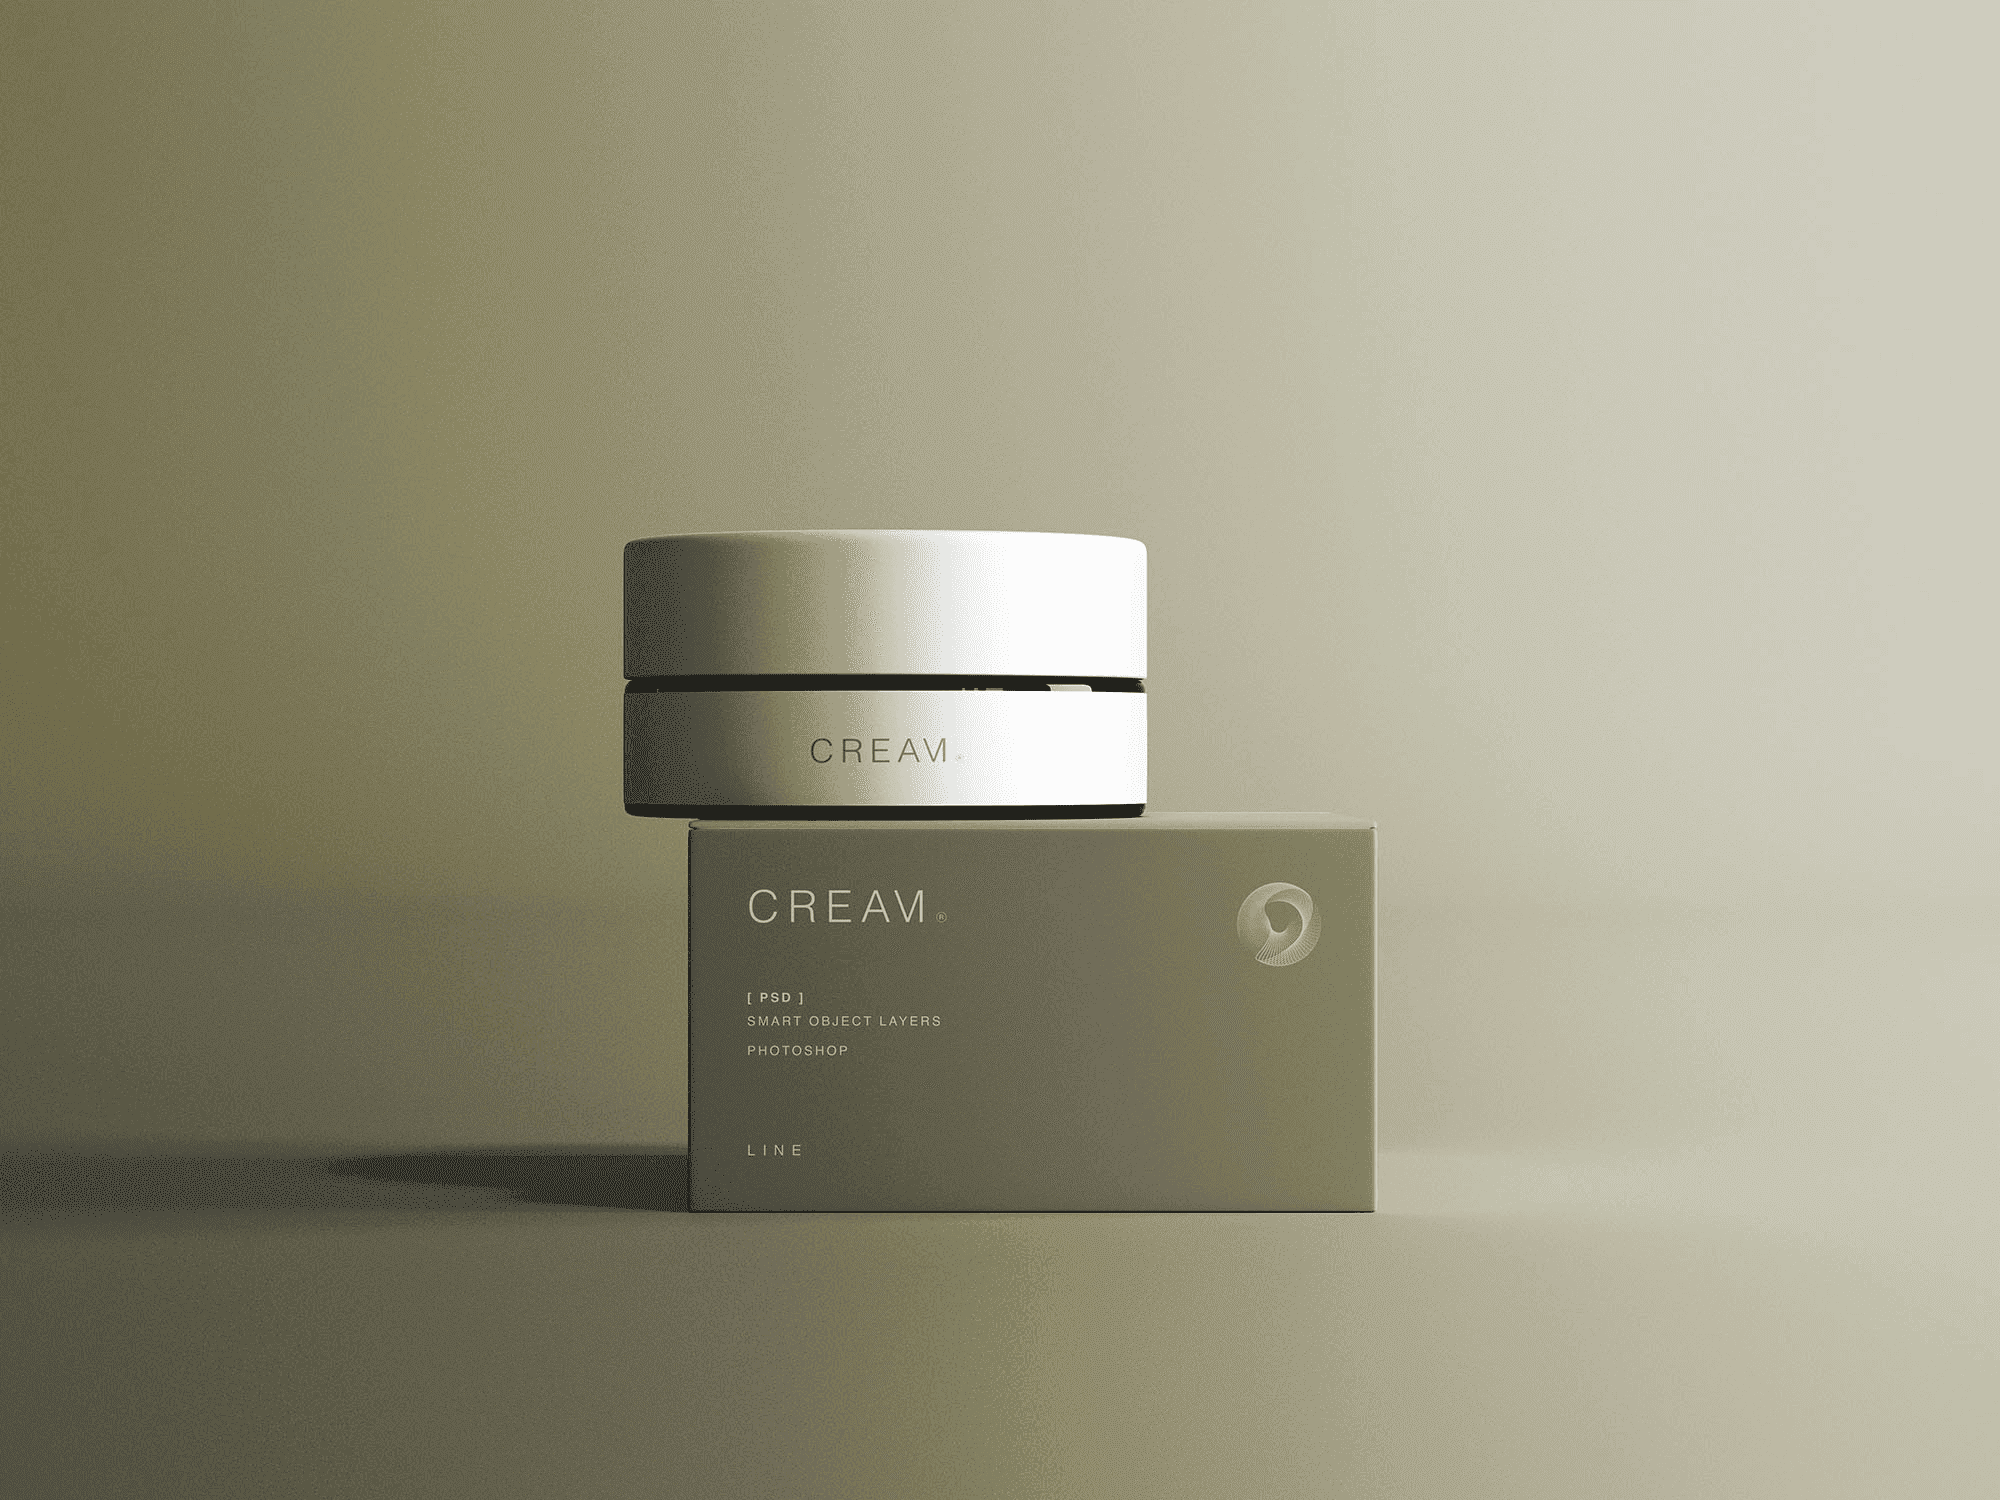 CREAM®
CREAM®
[ PSD ]
SMART OBJECT LAYERS
PHOTOSHOP
LINE